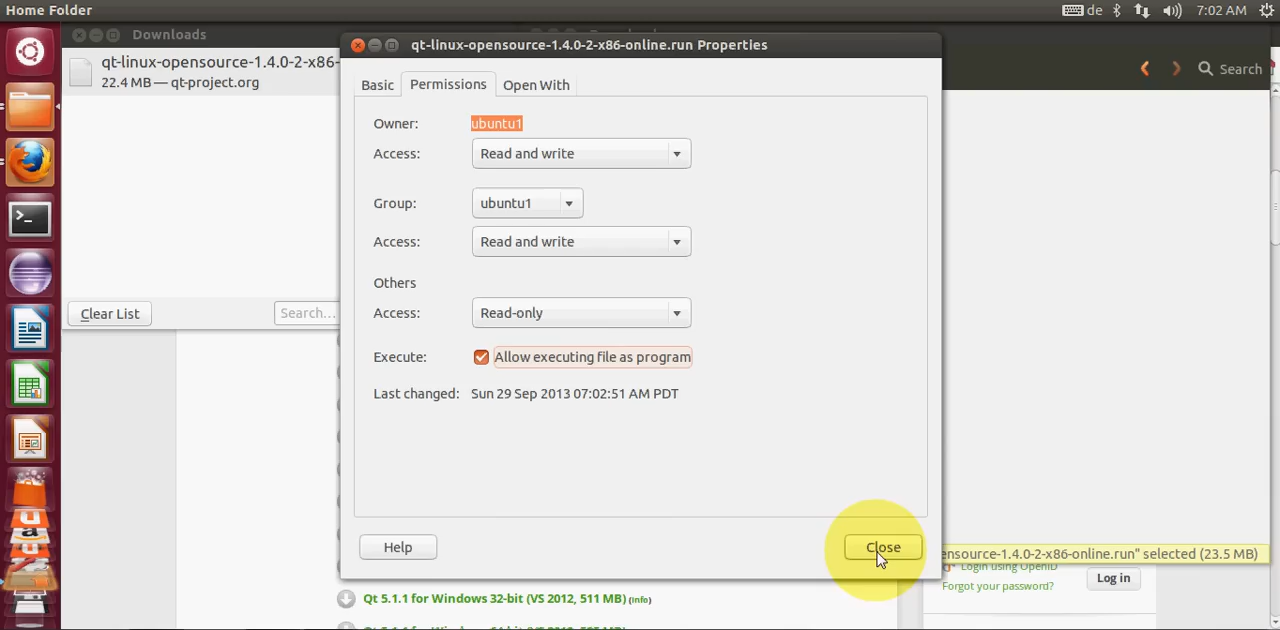 Home Folder
de
7:02 AM
Downloads
qt-linux-opensource-1.4.0-2-x86-
22.4 MB — qt-project.org
Clear List
Search...
qt-linux-opensource-1.4.0-2-x86-online.run Properties
Basic
Permissions
Open With
Owner:
ubuntu1
Access:
Read and write
Group:
ubuntu1
Access:
Read and write
Others
Access:
Read-only
Execute:
Allow executing file as program
Last changed:
Sun 29 Sep 2013 07:02:51 AM PDT
Help
Close
Search
ensource-1.4.0-2-x86-online.run" selected (23.5 MB)
Login using OpenID
Forgot your password?
Log in
Qt 5.1.1 for Windows 32-bit (VS 2012, 511 MB) (info)